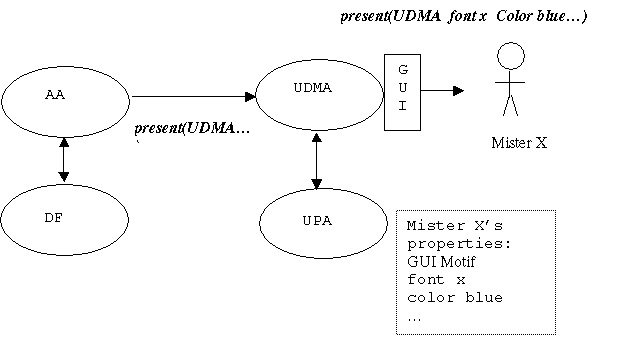 present(UDMA font x Color blue…)
AA
UDMA
G
U
I
present(UDMA…
Mister X
DF
UPA
Mister X's
properties:
GUI Motif
font x
color blue
…